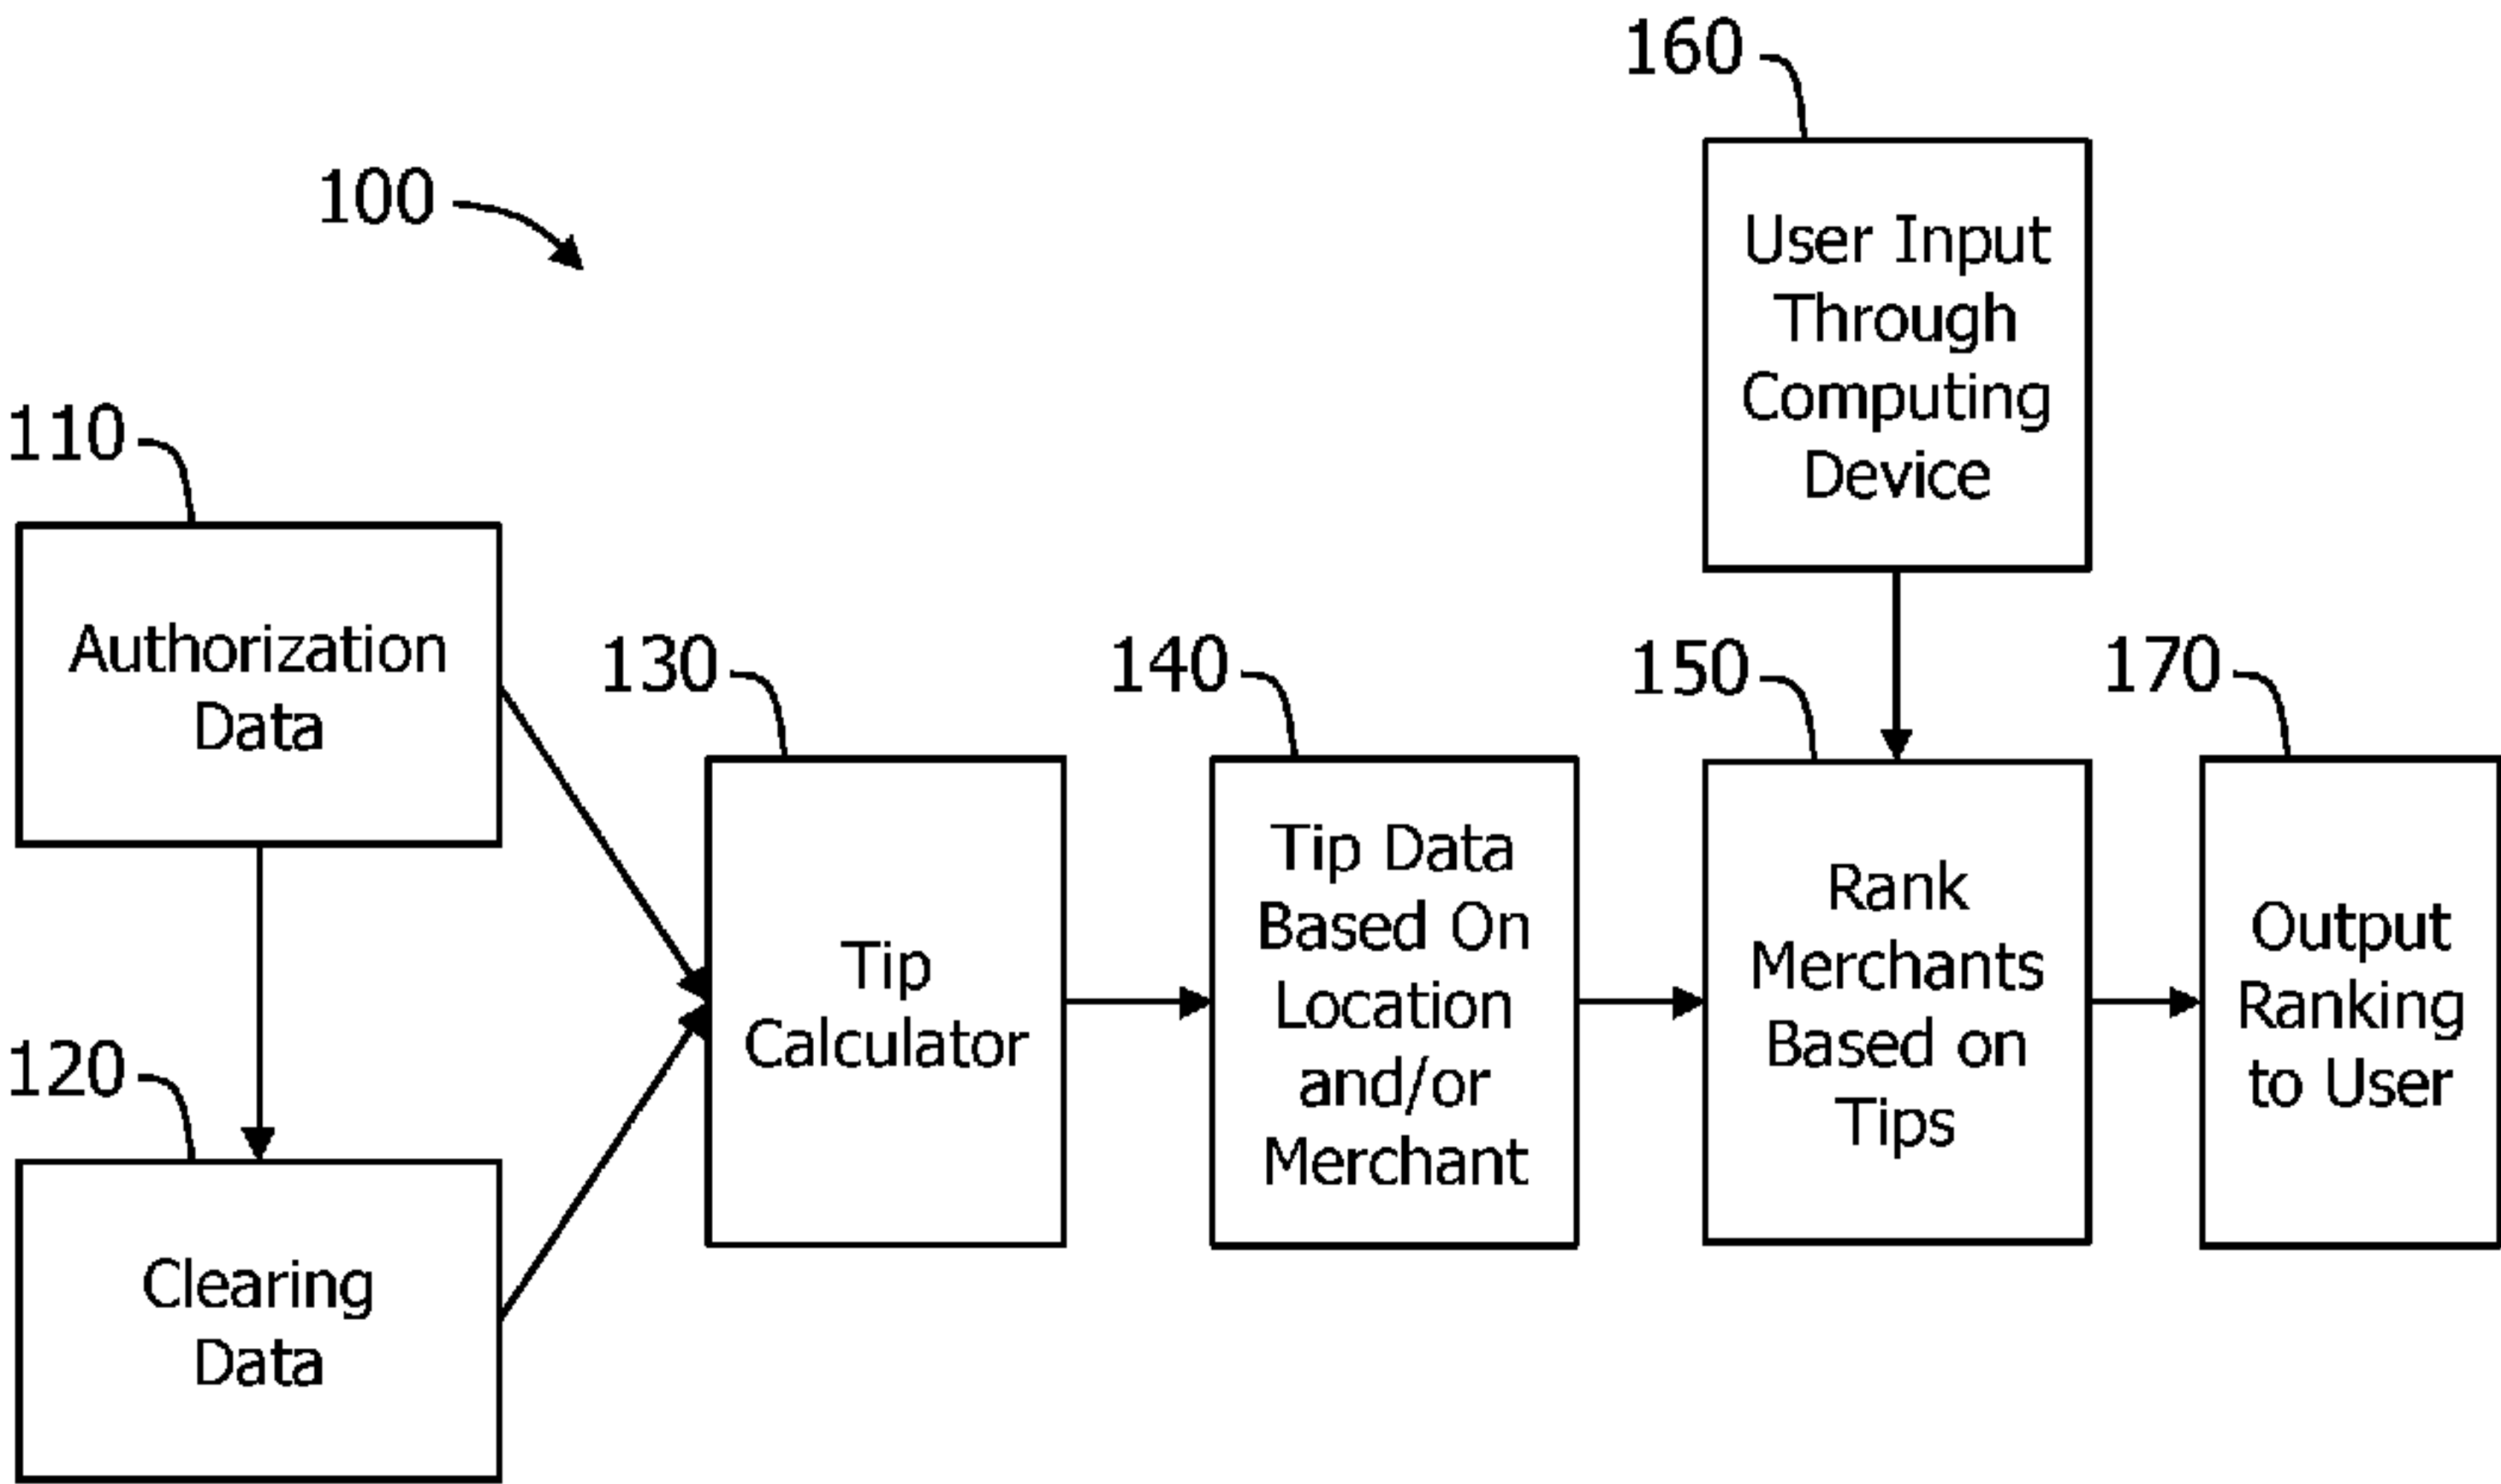 160
User Input
Through
Computing
Device
100
110
Authorization
Data
130
Tip
Calculator
140
Tip Data
Based On
Location
and/or
Merchant
150
Rank
Merchants
Based on
Tips
170
Output
Ranking
to User
120
Clearing
Data